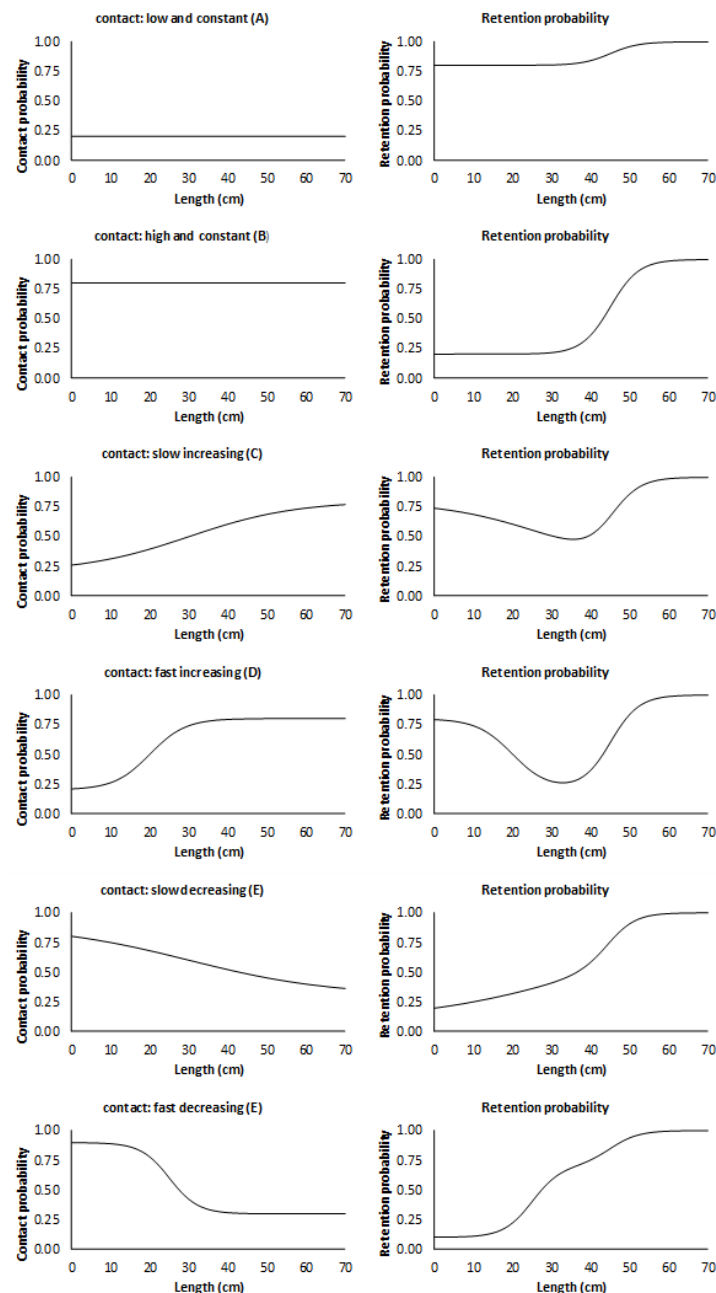 contact: low and constant (A)
Retention probability
Contact probability
1.00
0.75
0.50
0.25
0.00
0 10 20 30 40 50 60 70
Length (cm)
Retention probability
1.00
0.75
0.50
0.25
0.00
0 10 20 30 40 50 60 70
Length (cm)
contact: high and constant (B)
Retention probability
Contact probability
1.00
0.75
0.50
0.25
0.00
0 10 20 30 40 50 60 70
Length (cm)
Retention probability
1.00
0.75
0.50
0.25
0.00
0 10 20 30 40 50 60 70
Length (cm)
contact: slow increasing (C)
Retention probability
Contact probability
1.00
0.75
0.50
0.25
0.00
0 10 20 30 40 50 60 70
Length (cm)
Retention probability
1.00
0.75
0.50
0.25
0.00
0 10 20 30 40 50 60 70
Length (cm)
contact: fast increasing (D)
Retention probability
Contact probability
1.00
0.75
0.50
0.25
0.00
0 10 20 30 40 50 60 70
Length (cm)
Retention probability
1.00
0.75
0.50
0.25
0.00
0 10 20 30 40 50 60 70
Length (cm)
contact: slow decreasing (E)
Retention probability
Contact probability
1.00
0.75
0.50
0.25
0.00
0 10 20 30 40 50 60 70
Length (cm)
Retention probability
1.00
0.75
0.50
0.25
0.00
0 10 20 30 40 50 60 70
Length (cm)
contact: fast decreasing (E)
Retention probability
Contact probability
1.00
0.75
0.50
0.25
0.00
0 10 20 30 40 50 60 70
Length (cm)
Retention probability
1.00
0.75
0.50
0.25
0.00
0 10 20 30 40 50 60 70
Length (cm)